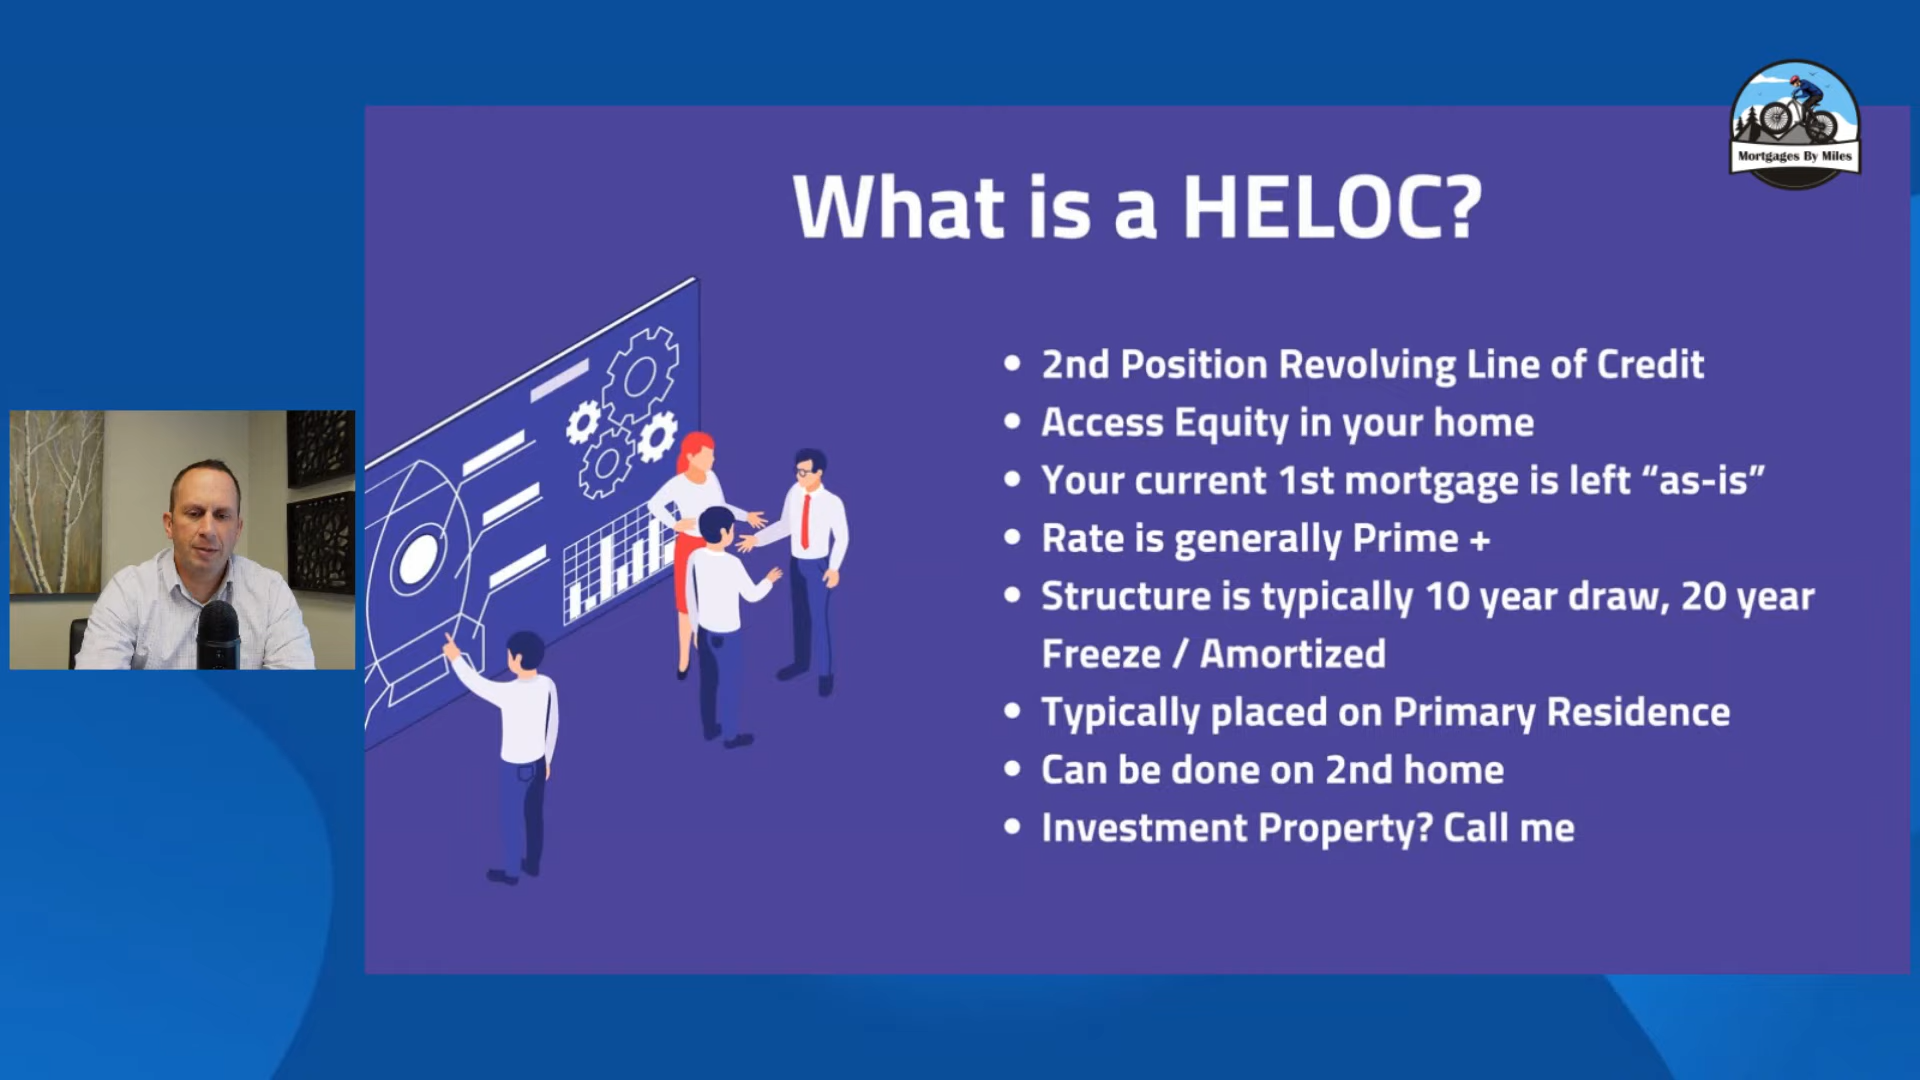 Mortgages By Miles
What is a HELOC?
• 2nd Position Revolving Line of Credit
• Access Equity in your home
• Your current 1st mortgage is left “as-is”
• Rate is generally Prime +
• Structure is typically 10 year draw, 20 year
Freeze / Amortized
• Typically placed on Primary Residence
• Can be done on 2nd home
• Investment Property? Call me